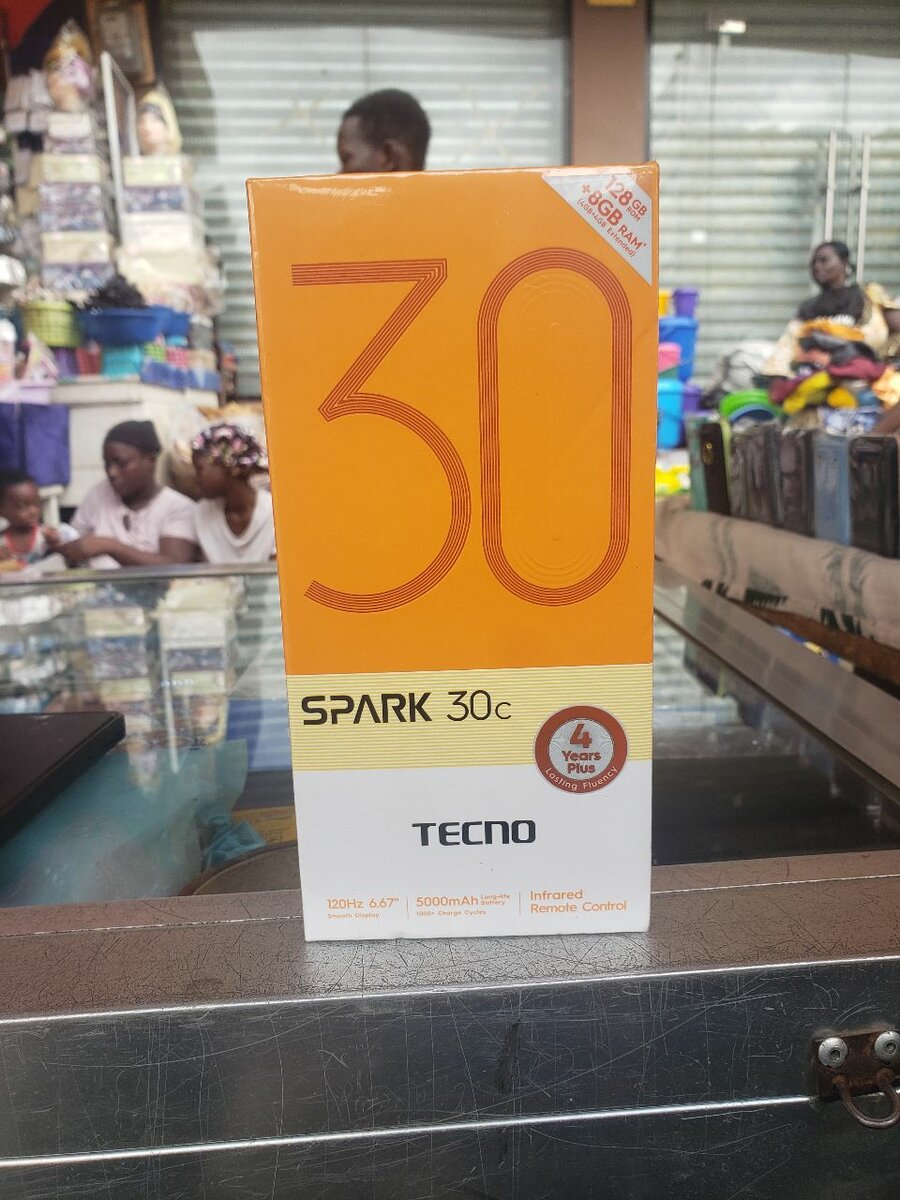 128GB
ROM
+8GB RAM*
(4GB+4GB Extended)
30
SPARK 30C
4
Years
Plus
Lasting Fluency
TECNO
120Hz 6.67"
Smooth Display
5000mAh Long-life
Battery
1000+ Charge Cycles
Infrared
Remote Control